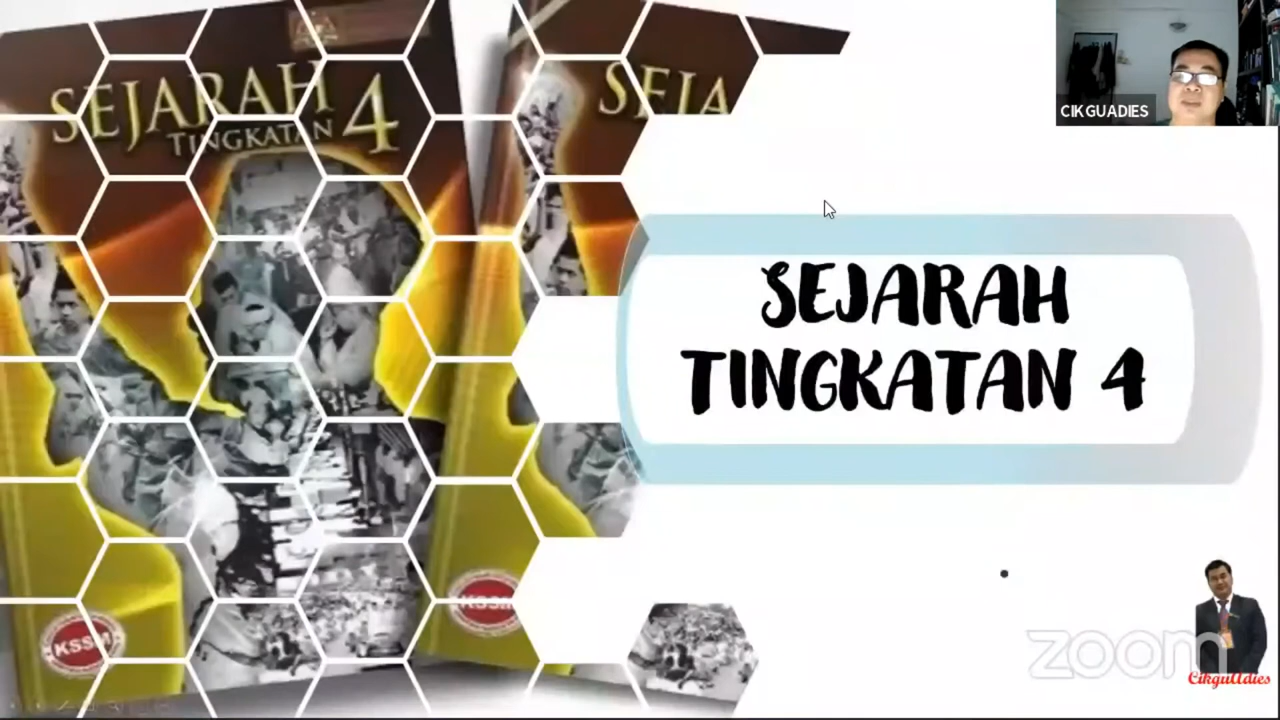 SEJARAH
TINGKATAN 4
SEJA
CIKGUADIES
SEJARAH
TINGKATAN 4
KSSM
KSSM
zoom
CikguAdies